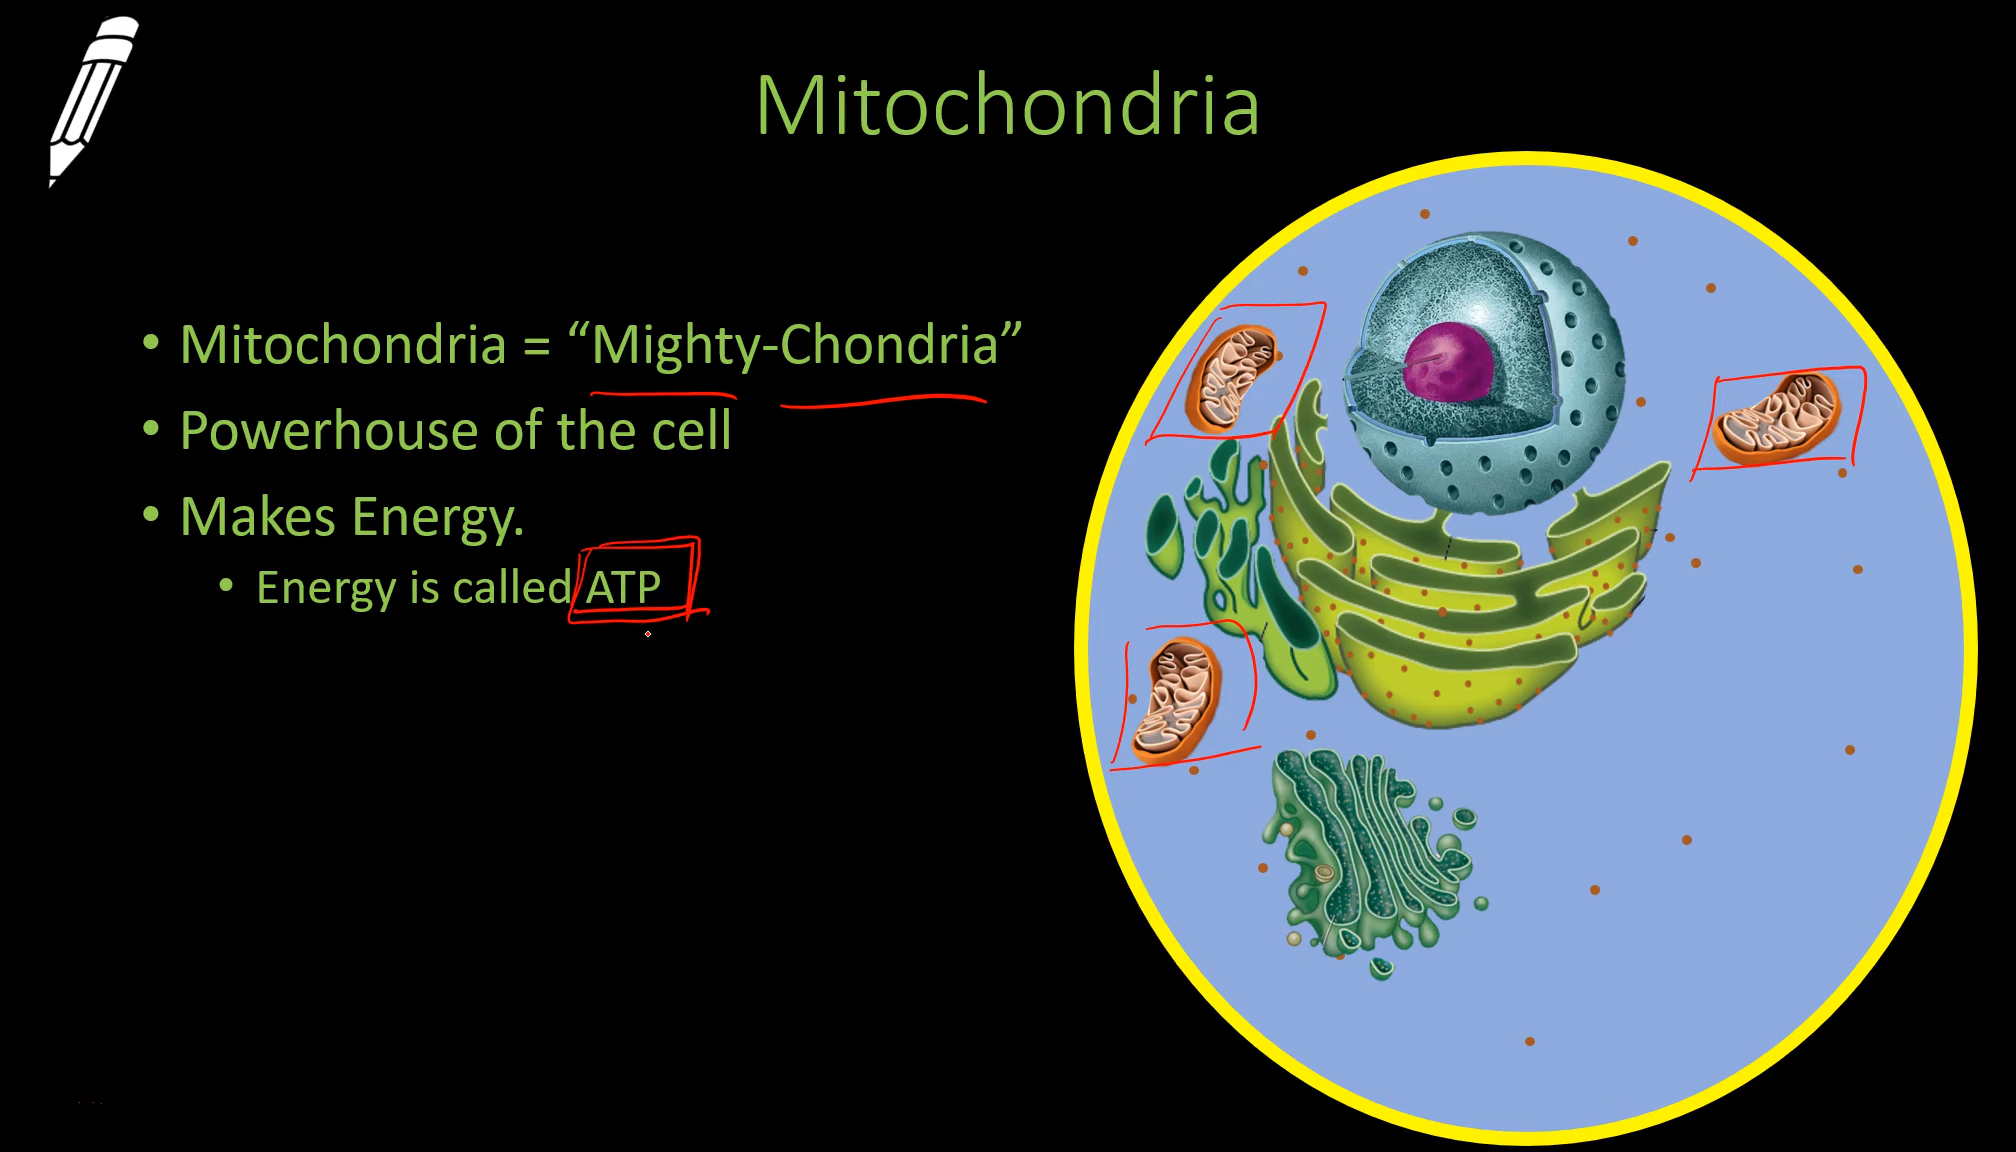 Mitochondria
• Mitochondria = “Mighty-Chondria”
• Powerhouse of the cell
• Makes Energy.
• Energy is called ATP